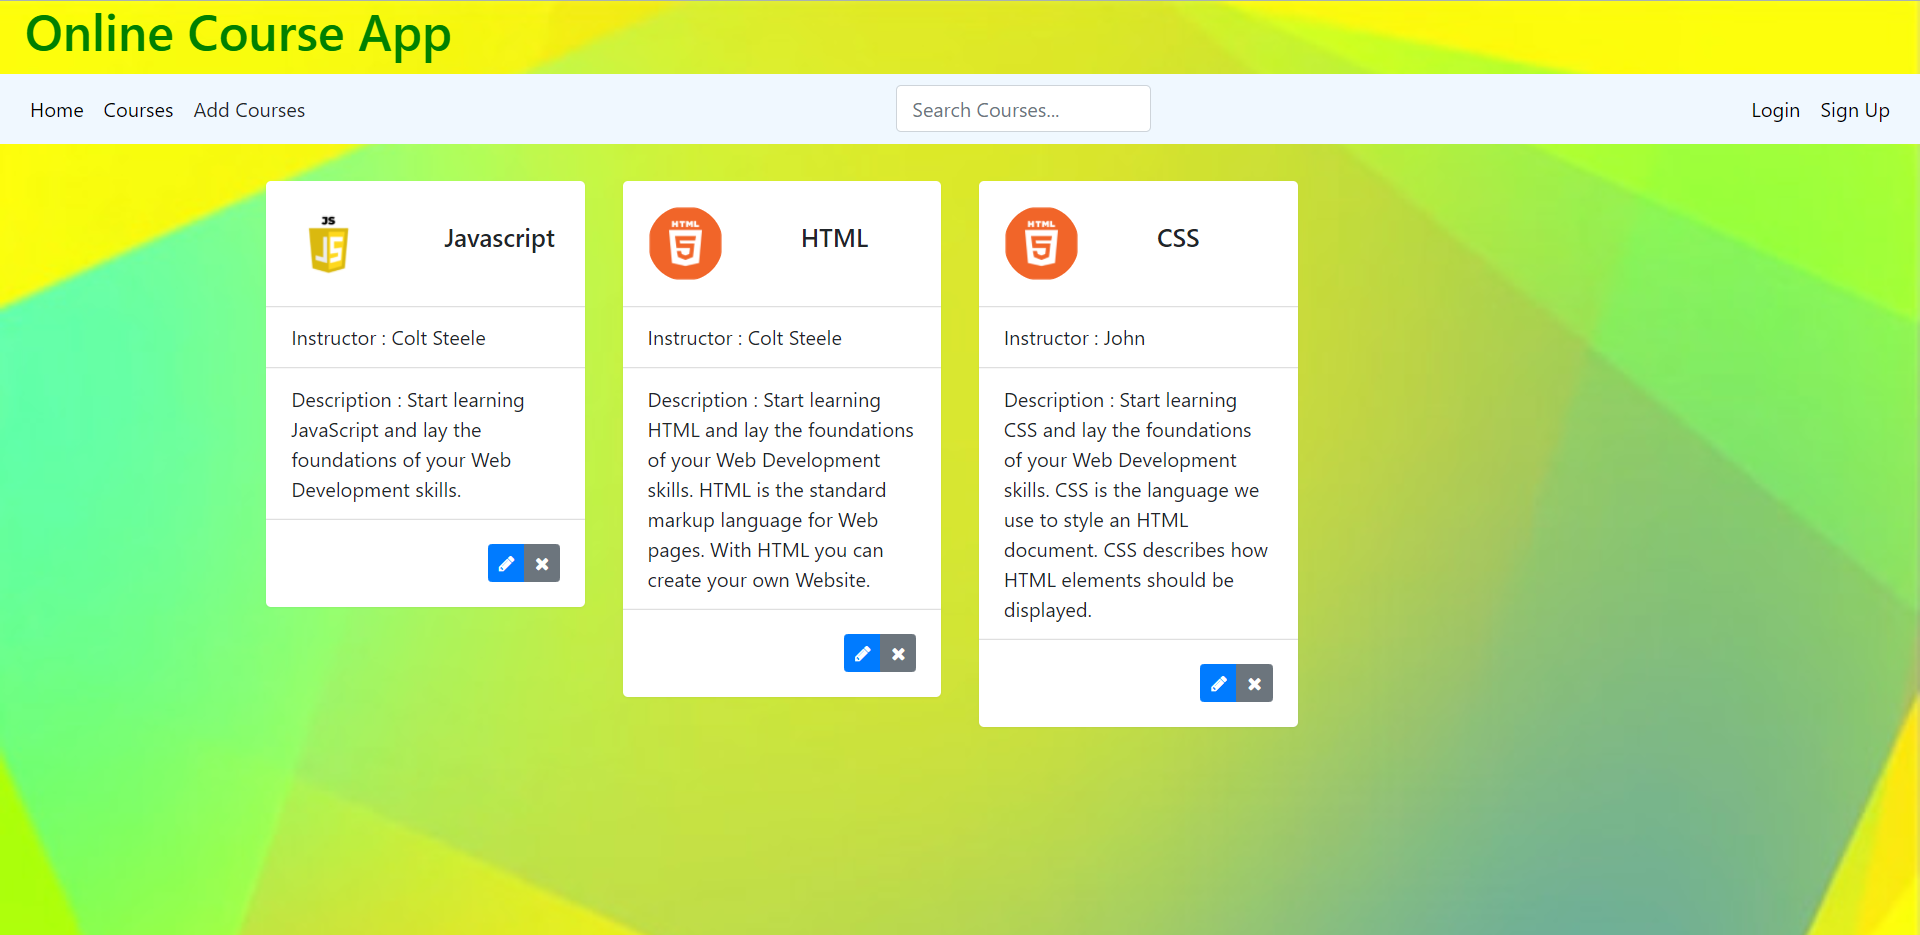 Online Course App
Home Courses Add Courses
Search Courses...
Login Sign Up
JS
JS
Javascript
Instructor : Colt Steele
Description : Start learning
JavaScript and lay the
foundations of your Web
Development skills.
HTML
5
HTML
Instructor : Colt Steele
Description : Start learning
HTML and lay the foundations
of your Web Development
skills. HTML is the standard
markup language for Web
pages. With HTML you can
create your own Website.
HTML
5
CSS
Instructor : John
Description : Start learning
CSS and lay the foundations
of your Web Development
skills. CSS is the language we
use to style an HTML
document. CSS describes how
HTML elements should be
displayed.